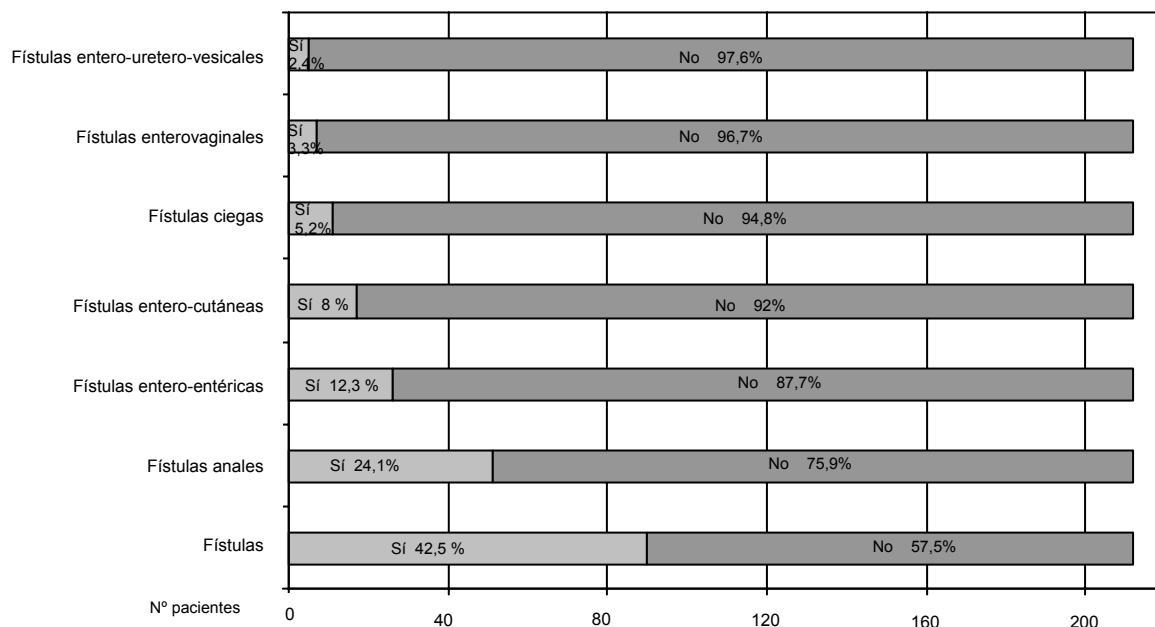 Fístulas entero-uretero-vesicales
Sí
2,4%
No 97,6%
Fístulas enterovaginales
Sí
3,3%
No 96,7%
Fístulas ciegas
Sí
5,2%
No 94,8%
Fístulas entero-cutáneas
Sí 8 %
No 92%
Fístulas entero-entéricas
Sí 12,3 %
No 87,7%
Fístulas anales
Sí 24,1%
No 75,9%
Fístulas
Sí 42,5 %
No 57,5%
Nº pacientes
0 40 80 120 160 200